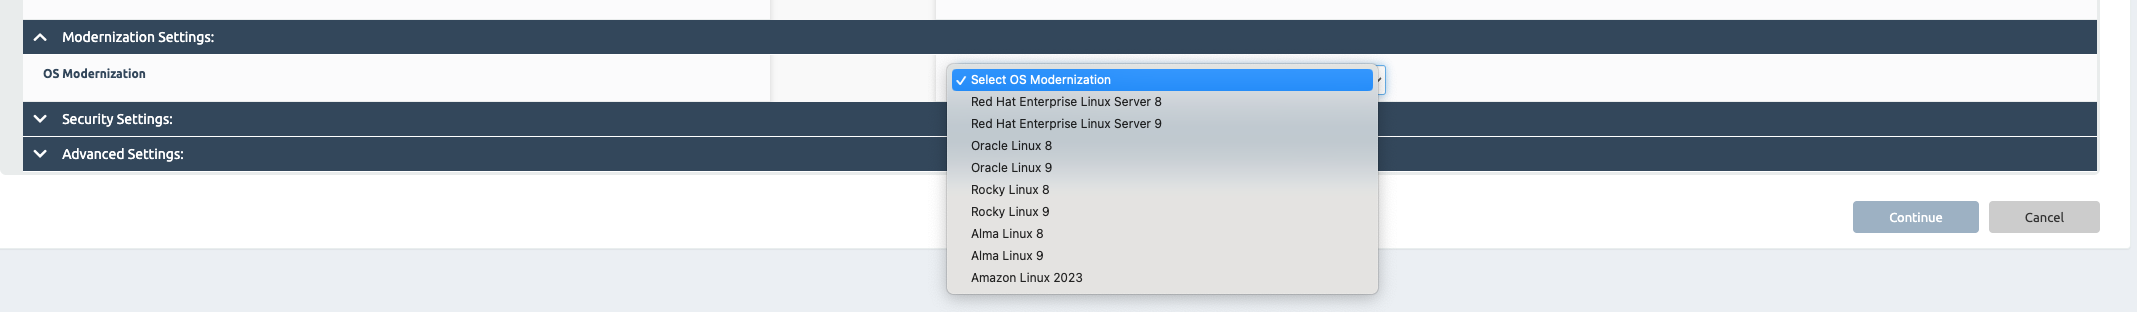 Modernization Settings:
OS Modernization
Select OS Modernization
Red Hat Enterprise Linux Server 8
Red Hat Enterprise Linux Server 9
Oracle Linux 8
Oracle Linux 9
Rocky Linux 8
Rocky Linux 9
Alma Linux 8
Alma Linux 9
Amazon Linux 2023
Security Settings:
Advanced Settings:
Continue
Cancel